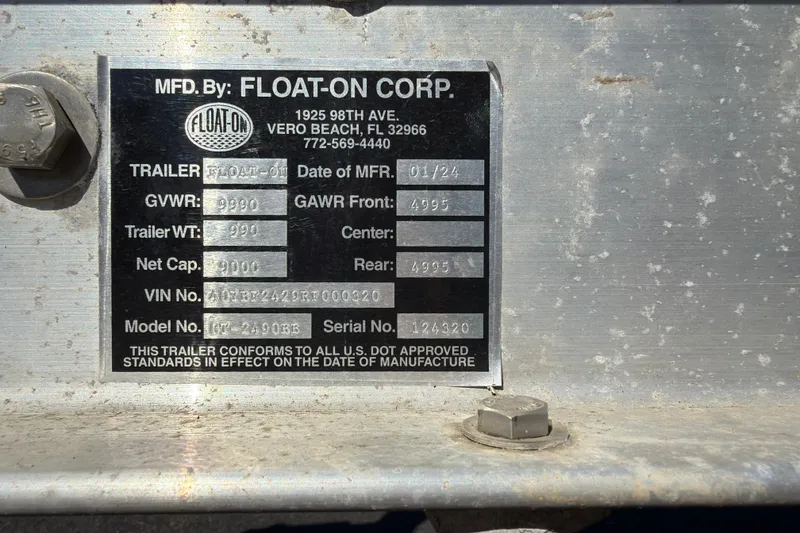 MFD. By: FLOAT-ON CORP.
FLOAT-ON
1925 98TH AVE.
VERO BEACH, FL 32966
772-569-4440
TRAILER FLOAT-ON Date of MFR. 01/24
GVWR: 9990 GAWR Front: 4995
Trailer WT: 990 Center:
Net Cap. 9000 Rear: 4995
VIN No.
Model No. GT-2490BB Serial No. 124320
THIS TRAILER CONFORMS TO ALL U.S. DOT APPROVED
STANDARDS IN EFFECT ON THE DATE OF MANUFACTURE
THE